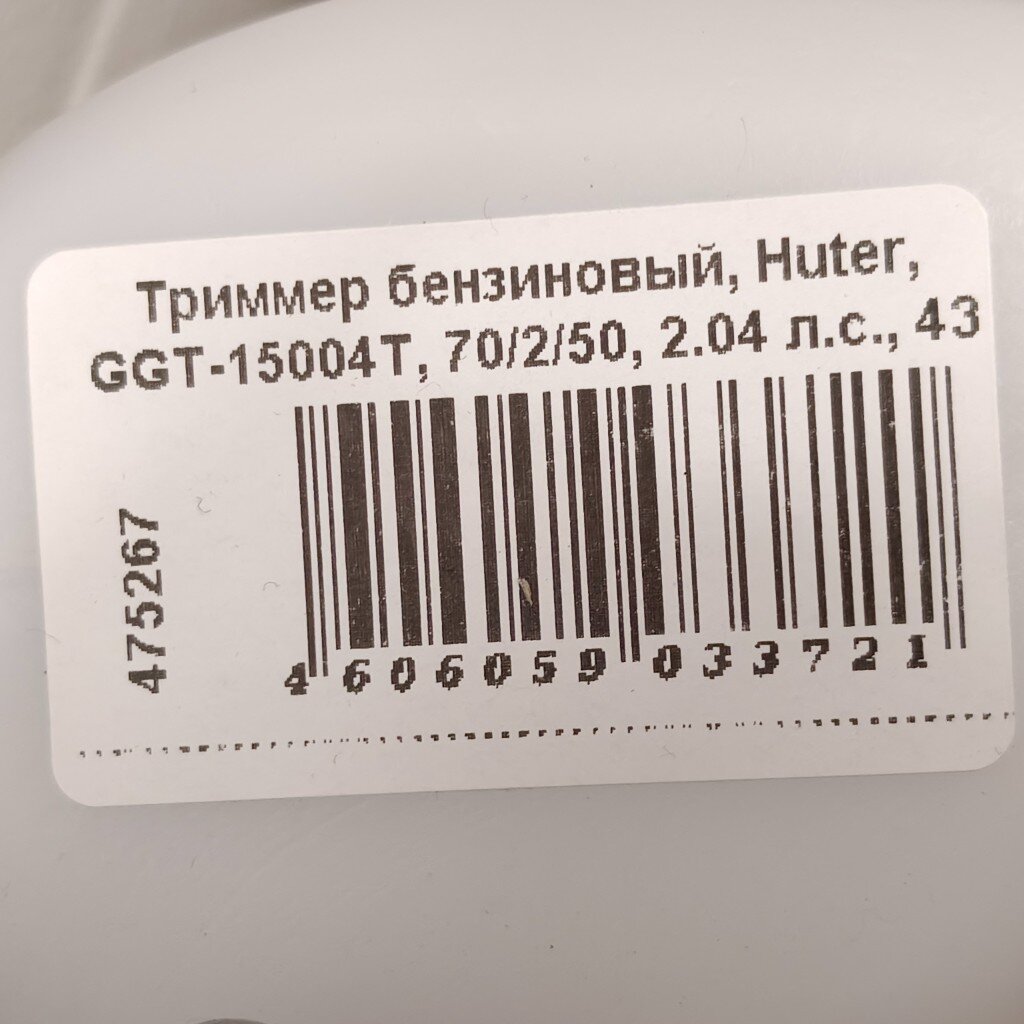 Триммер бензиновый, Huter,
GGT-15004T, 70/2/50, 2.04 л.с., 43
475267
4 606059 033721